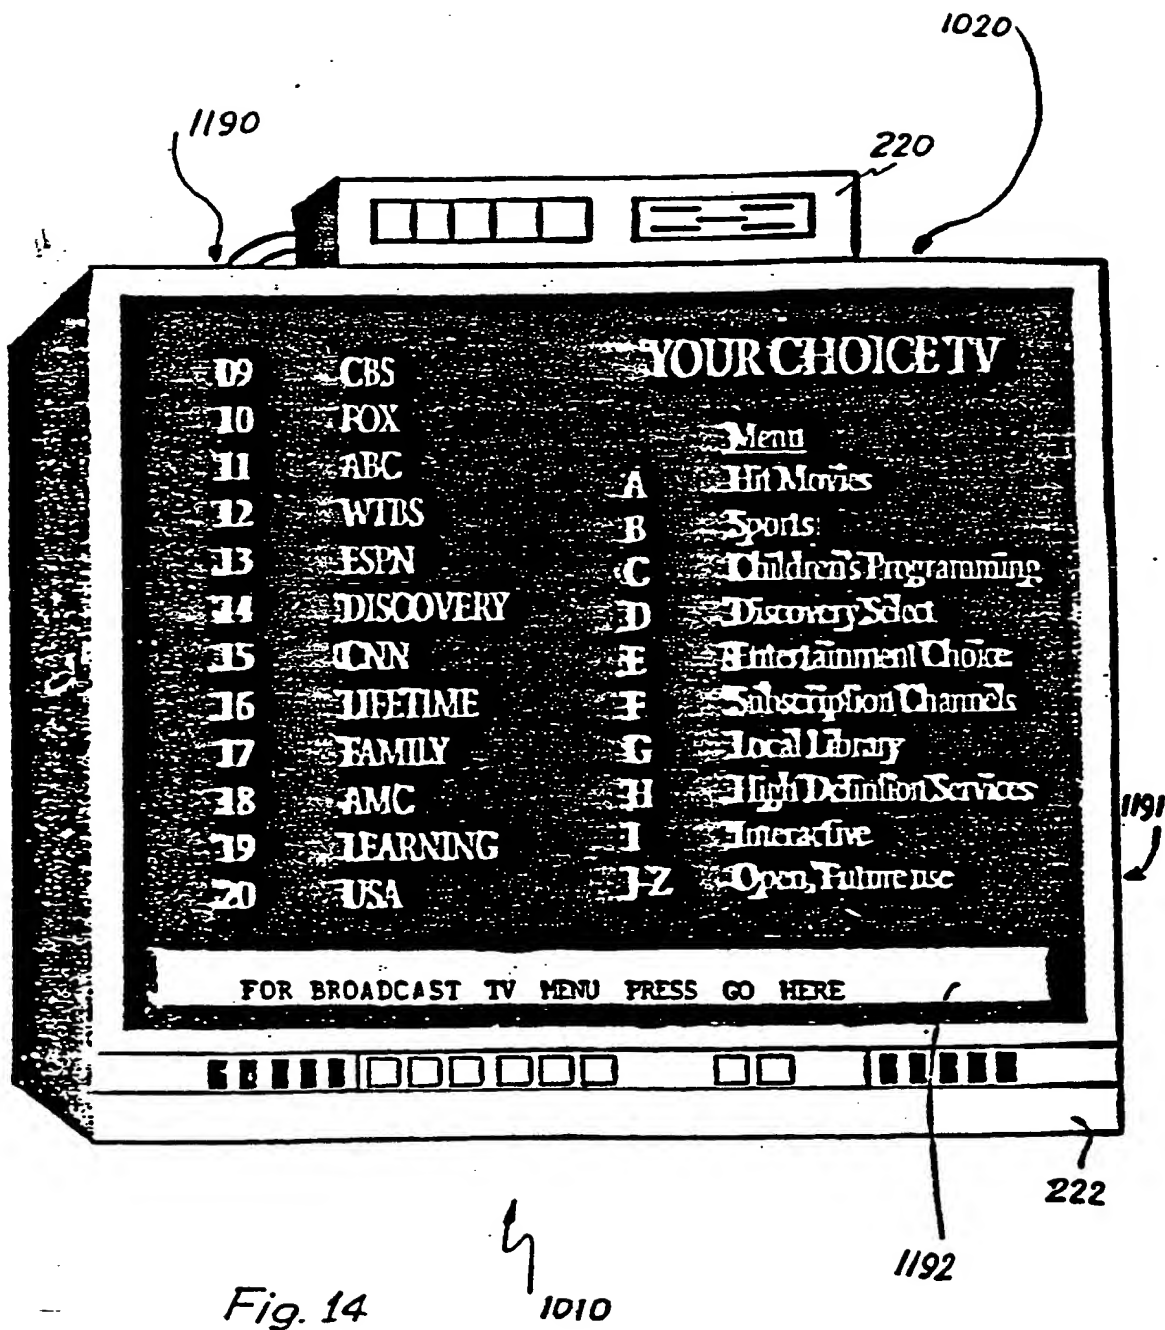 1020
1190
220
YOUR CHOICE TV
09 CBS
10 FOX
11 ABC
12 WTBS
13 ESPN
14 DISCOVERY
15 CNN
16 LIFETIME
17 FAMILY
18 AMC
19 LEARNING
20 USA
Menu
A Hit Movies
B Sports
C Children's Programming
D Discovery Select
E Entertainment Choice
F Subscription Channels
G Local Library
H High Definition Services
I Interactive
J-Z Open, Future use
1191
FOR BROADCAST TV MENU PRESS GO HERE
222
1192
1010
Fig. 14